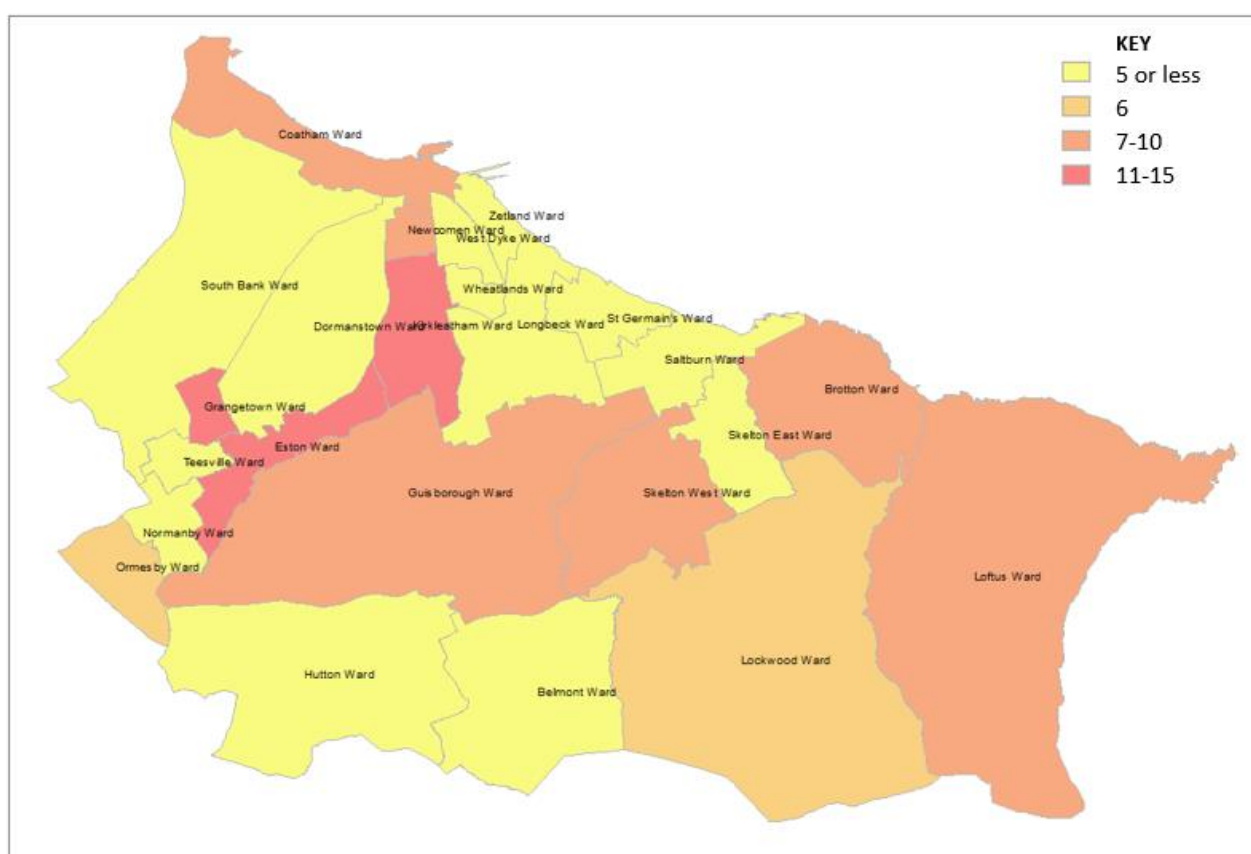 KEY
5 or less
6
7-10
11-15
Coatham Ward
Zetland Ward
Newcomen Ward
West Dyke Ward
South Bank Ward
Wheatlands Ward
Dormanstown Ward
Kirkleatham Ward
Longbeck Ward
St Germain's Ward
Saltburn Ward
Brotton Ward
Grangetown Ward
Skelton East Ward
Eston Ward
Teesville Ward
Guisborough Ward
Skelton West Ward
Normanby Ward
Ormesby Ward
Loftus Ward
Lockwood Ward
Hutton Ward
Belmont Ward